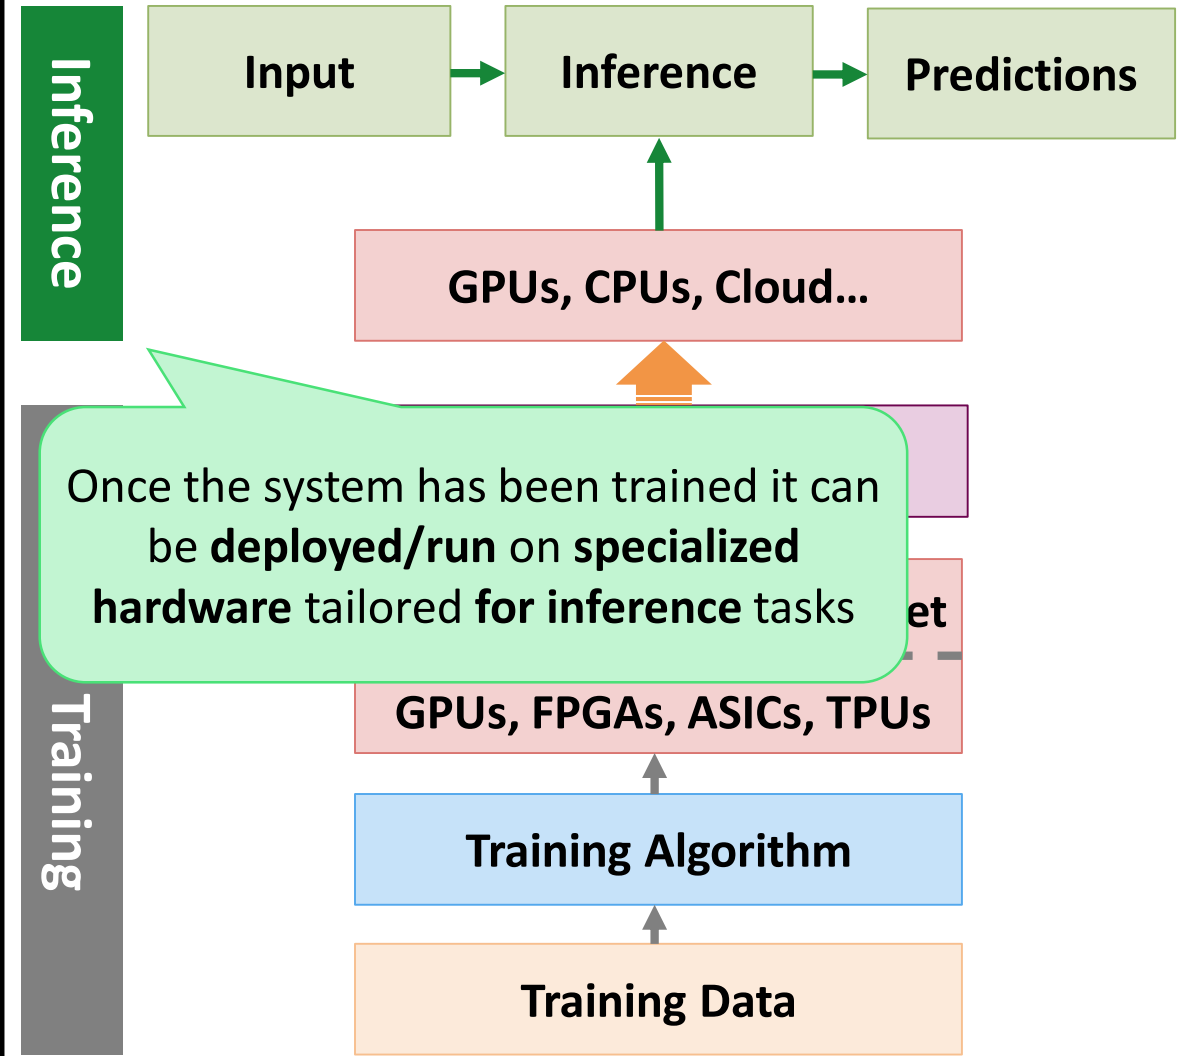 Inference
Input
Inference
Predictions
GPUs, CPUs, Cloud...
Once the system has been trained it can
be deployed/run on specialized
hardware tailored for inference tasks
GPUs, FPGAs, ASICs, TPUs
Training
Training Algorithm
Training Data